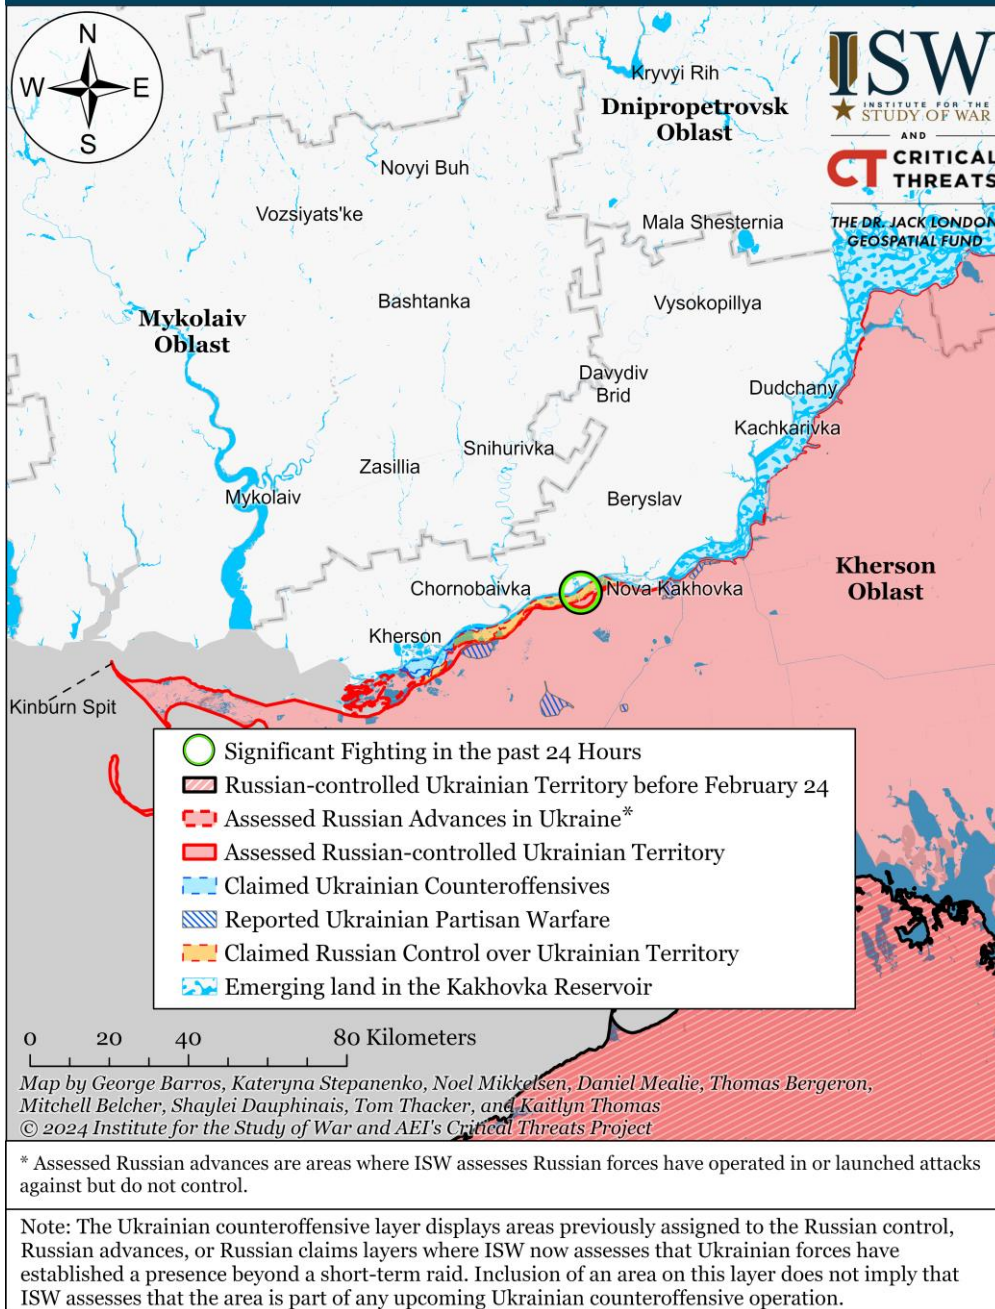 N
W
E
S
ISW
INSTITUTE FOR THE
STUDY OF WAR
AND
CT CRITICAL
THREATS
THE DR. JACK LONDON
GEOSPATIAL FUND
Kryvyi Rih
Dnipropetrovsk
Oblast
Novyi Buh
Vozsiyats'ke
Mala Shesternia
Bashtanka
Vysokopillya
Mykolaiv
Oblast
Davydiv
Brid
Dudchany
Kachkarivka
Snihurivka
Zasillia
Mykolaiv
Beryslav
Kherson
Oblast
Chornobaivka
Nova Kakhovka
Kherson
Kinburn Spit
Significant Fighting in the past 24 Hours
Russian-controlled Ukrainian Territory before February 24
Assessed Russian Advances in Ukraine*
Assessed Russian-controlled Ukrainian Territory
Claimed Ukrainian Counteroffensives
Reported Ukrainian Partisan Warfare
Claimed Russian Control over Ukrainian Territory
Emerging land in the Kakhovka Reservoir
0 20 40 80 Kilometers
Map by George Barros, Kateryna Stepanenko, Noel Mikkelsen, Daniel Mealie, Thomas Bergeron,
Mitchell Belcher, Shaylei Dauphinais, Tom Thacker, and Kaitlyn Thomas
© 2024 Institute for the Study of War and AEI's Critical Threats Project
* Assessed Russian advances are areas where ISW assesses Russian forces have operated in or launched attacks
against but do not control.
Note: The Ukrainian counteroffensive layer displays areas previously assigned to the Russian control,
Russian advances, or Russian claims layers where ISW now assesses that Ukrainian forces have
established a presence beyond a short-term raid. Inclusion of an area on this layer does not imply that
ISW assesses that the area is part of any upcoming Ukrainian counteroffensive operation.